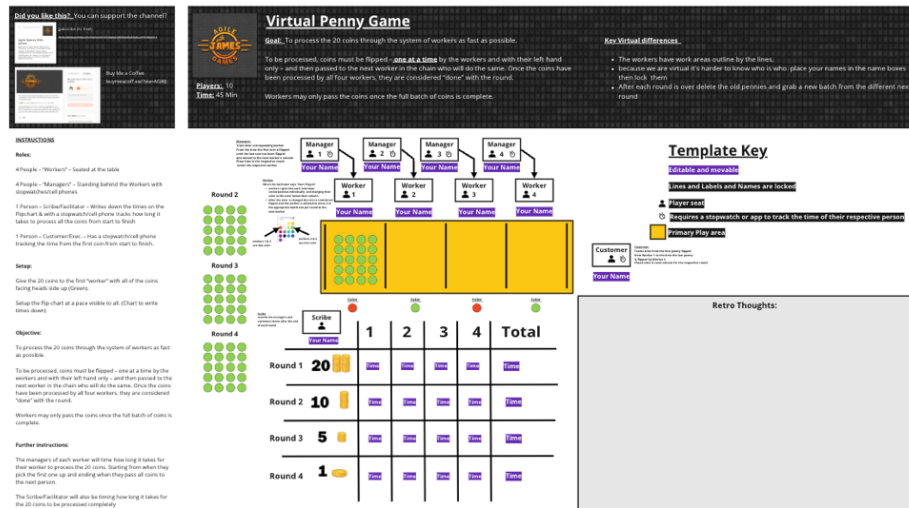 Did you like this? You can support the channel!
Buy Me a Coffee
AGILE
JAMES
GAMES
Players: 10
Time: 45 Min
Virtual Penny Game
Goal: To process the 20 coins through the system of workers as fast as possible.
To be processed, coins must be flipped – one at a time by the workers and with their left hand
only – and then passed to the next worker in the chain who will do the same. Once the coins have
been processed by all four workers, they are considered "done" with the round.
Workers may only pass the coins once the full batch of coins is complete.
Key Virtual differences
The workers have work areas outline by the lines.
because we are virtual it's harder to know who is who. place your names in the name boxes
then lock them
After each round is over delete the old pennies and grab a new batch from the different next
round
INSTRUCTIONS
Roles:
4 People – "Workers" – Seated at the table
4 People – "Managers" – Standing behind the Workers with
stopwatches/cell phones
1 Person – Scribe/Facilitator – Writes down the times on the
Flipchart & with stopwatch/cell phone tracks how long it
takes to process all the coins from start to finish
1 Person – Customer/Exec. – Has a stopwatch/cell phone
tracking the time from the first coin from start to finish.
Setup:
Give the 20 coins to the first "worker" with all of the coins
facing heads side up (Green).
Setup the flip chart at a pace visible to all. (Chart to write
times down)
Objective:
To process the 20 coins through the system of workers as fast
as possible.
To be processed, coins must be flipped – one at a time by the
workers and with their left hand only – and then passed to the
next worker in the chain who will do the same. Once the coins
have been processed by all four workers, they are considered
"done" with the round.
Workers may only pass the coins once the full batch of coins is
complete.
Further instructions:
The managers of each worker will time how long it takes for
their worker to process the 20 coins. Starting from when they
pick the first one up and ending when they pass all coins to
the next person.
The Scribe/Facilitator will also be timing how long it takes for
the 20 coins to be processed completely
Manager
1
Your Name
Manager
2
Your Name
Manager
3
Your Name
Manager
4
Your Name
Worker
1
Your Name
Worker
2
Your Name
Worker
3
Your Name
Worker
4
Your Name
Round 2
Round 3
Round 4
Color
Color
Color
Color
Scribe
Your Name
1 2 3 4 Total
Round 1 20 Time Time Time Time Time
Round 2 10 Time Time Time Time Time
Round 3 5 Time Time Time Time Time
Round 4 1 Time Time Time Time Time
Template Key
Editable and movable
Lines and Labels and Names are locked
Player seat
Requires a stopwatch or app to track the time of their respective person
Primary Play area
Customer
Your Name
Retro Thoughts: